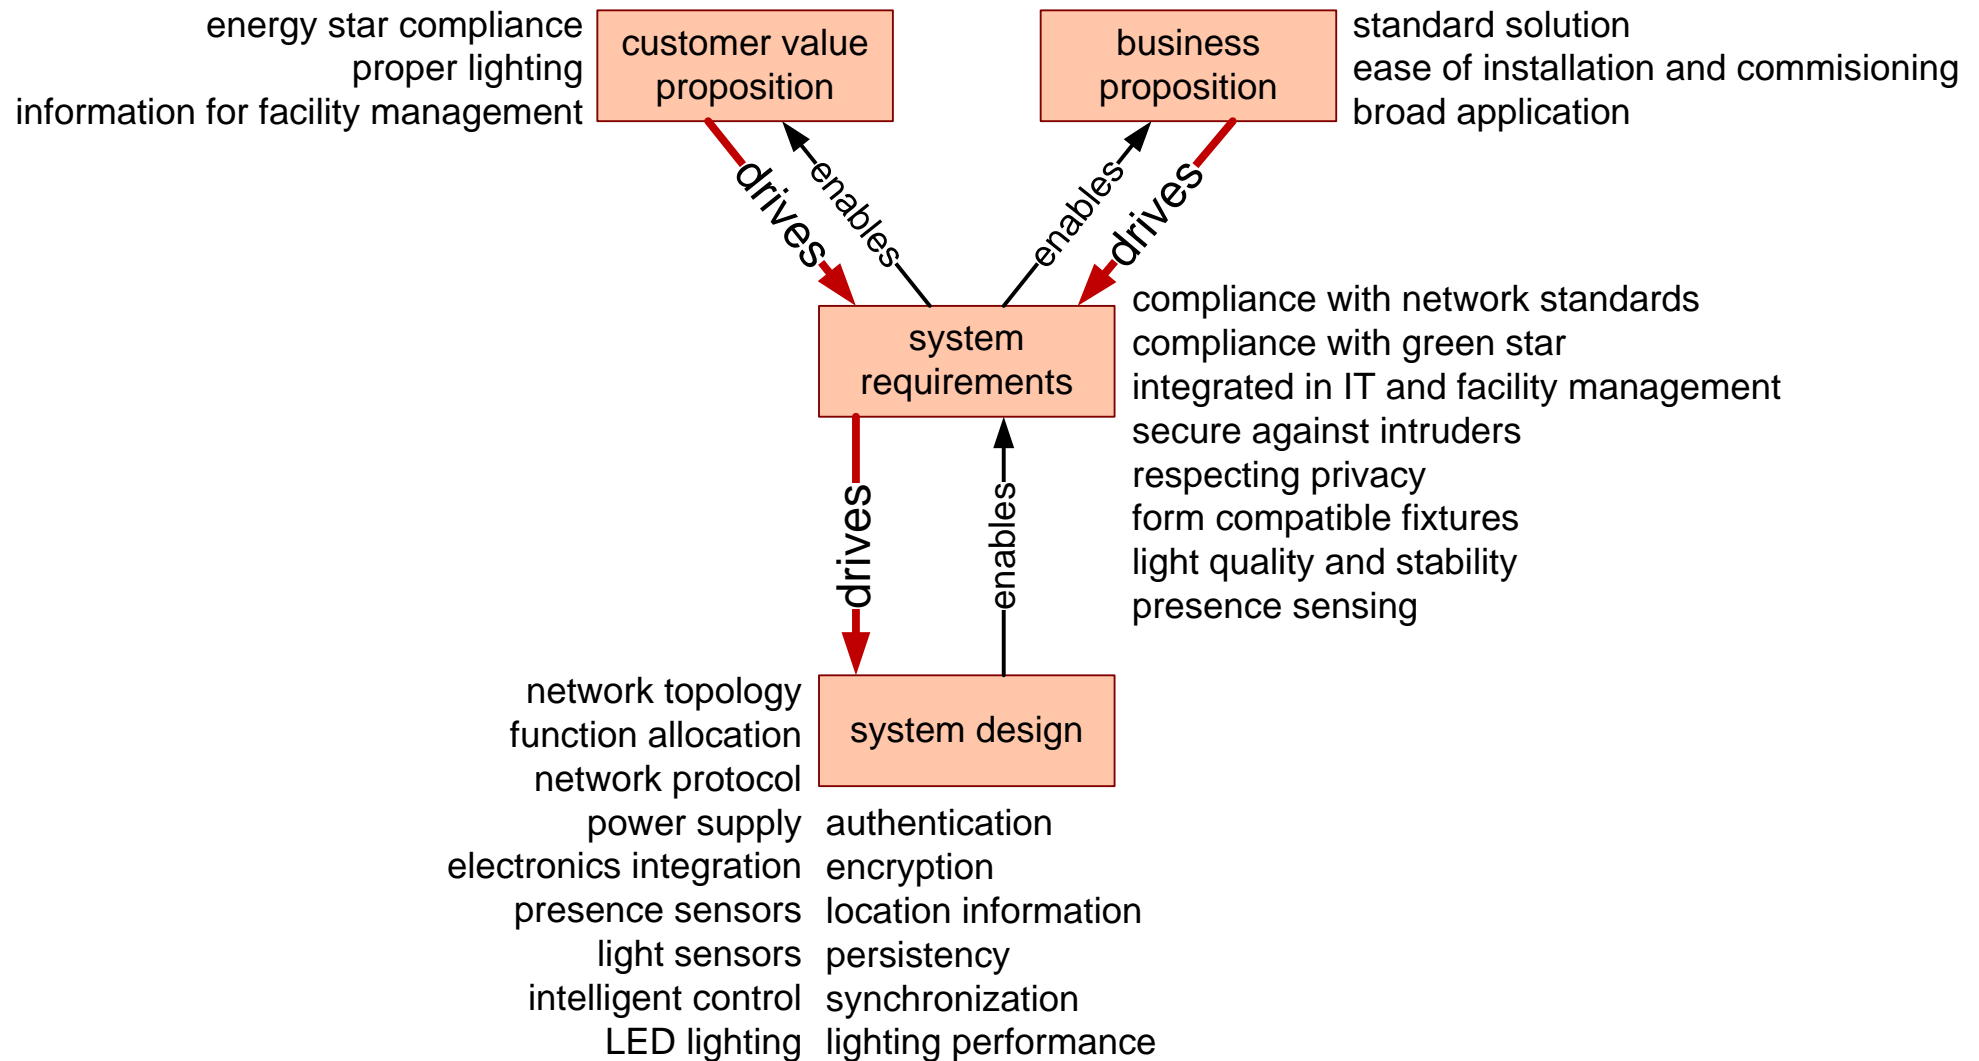 energy star compliance
proper lighting
information for facility management
customer value
proposition
business
proposition
standard solution
ease of installation and commisioning
broad application
drives
enables
enables
drives
system
requirements
compliance with network standards
compliance with green star
integrated in IT and facility management
secure against intruders
respecting privacy
form compatible fixtures
light quality and stability
presence sensing
drives
enables
system design
network topology
function allocation
network protocol
power supply
electronics integration
presence sensors
light sensors
intelligent control
LED lighting
authentication
encryption
location information
persistency
synchronization
lighting performance